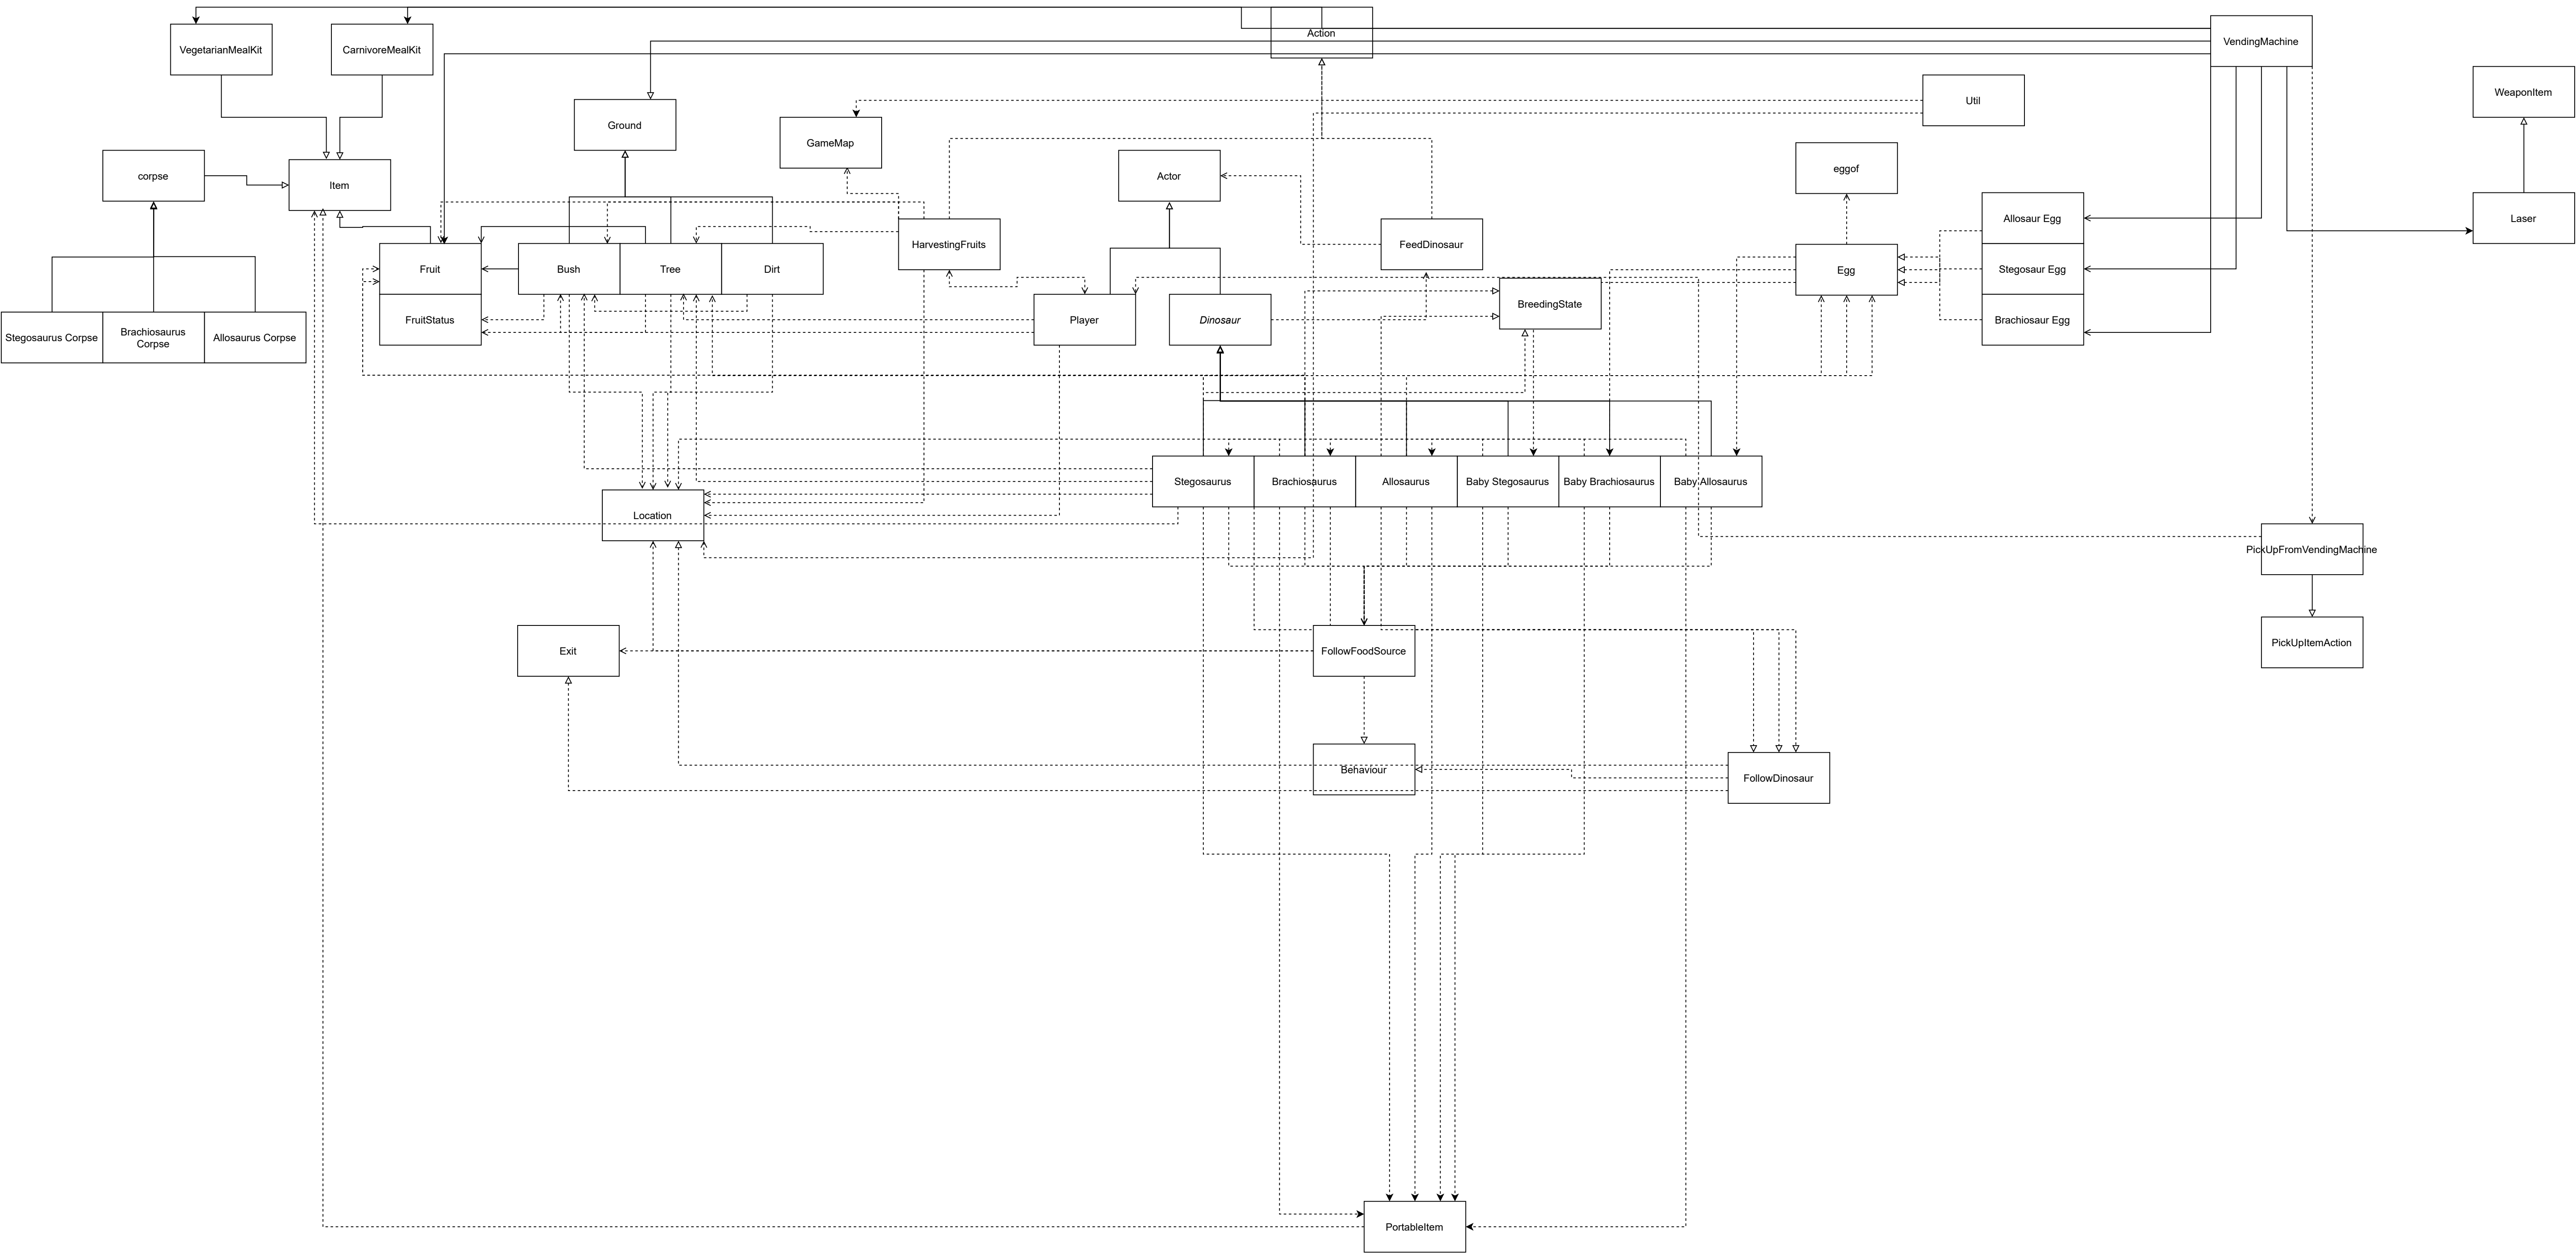 Action
VendingMachine
VegetarianMealKit
CarnivoreMealKit
WeaponItem
Util
Ground
GameMap
eggof
corpse
Actor
Item
Allosaur Egg
Laser
HarvestingFruits
FeedDinosaur
Fruit
Bush
Tree
Dirt
Egg
Stegosaur Egg
BreedingState
FruitStatus
Player
Dinosaur
Brachiosaur Egg
Stegosaurus Corpse
Brachiosaurus
Corpse
Allosaurus Corpse
Stegosaurus
Brachiosaurus
Allosaurus
Baby Stegosaurus
Baby Brachiosaurus
Baby Allosaurus
Location
PickUpFromVendingMachine
Exit
FollowFoodSource
PickUpItemAction
Behaviour
FollowDinosaur
PortableItem